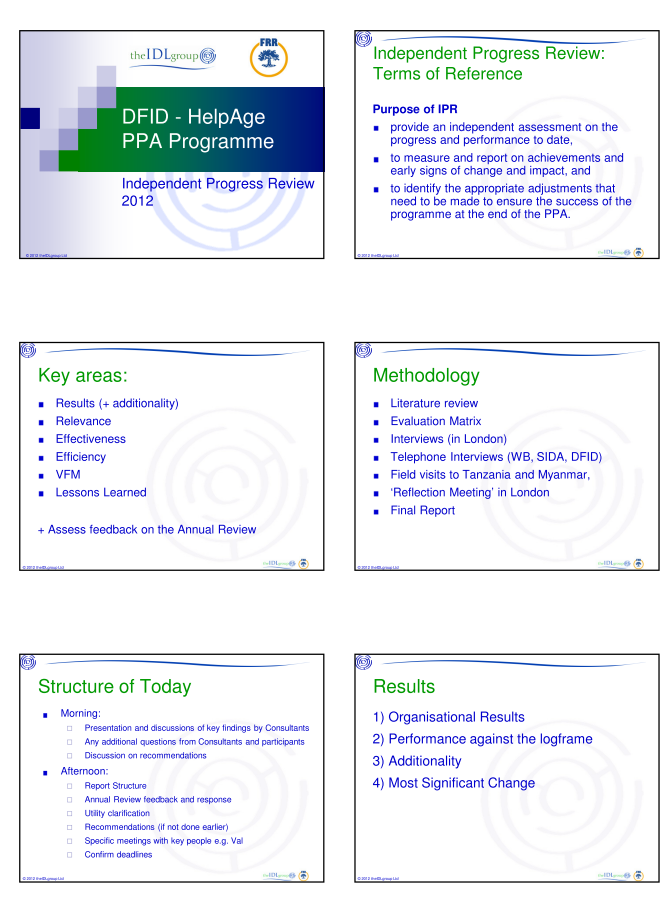 theIDLgroup
FRR
DFID - HelpAge
PPA Programme
Independent Progress Review
2012
© 2012 theIDLgroup Ltd
Independent Progress Review:
Terms of Reference
Purpose of IPR
provide an independent assessment on the
progress and performance to date,
to measure and report on achievements and
early signs of change and impact, and
to identify the appropriate adjustments that
need to be made to ensure the success of the
programme at the end of the PPA.
© 2012 theIDLgroup Ltd
theIDLgroup
Key areas:
Results (+ additionality)
Relevance
Effectiveness
Efficiency
VFM
Lessons Learned
+ Assess feedback on the Annual Review
© 2012 theIDLgroup Ltd
theIDLgroup
Methodology
Literature review
Evaluation Matrix
Interviews (in London)
Telephone Interviews (WB, SIDA, DFID)
Field visits to Tanzania and Myanmar,
‘Reflection Meeting’ in London
Final Report
© 2012 theIDLgroup Ltd
theIDLgroup
Structure of Today
Morning:
Presentation and discussions of key findings by Consultants
Any additional questions from Consultants and participants
Discussion on recommendations
Afternoon:
Report Structure
Annual Review feedback and response
Utility clarification
Recommendations (if not done earlier)
Specific meetings with key people e.g. Val
Confirm deadlines
© 2012 theIDLgroup Ltd
theIDLgroup
Results
1) Organisational Results
2) Performance against the logframe
3) Additionality
4) Most Significant Change
© 2012 theIDLgroup Ltd
theIDLgroup